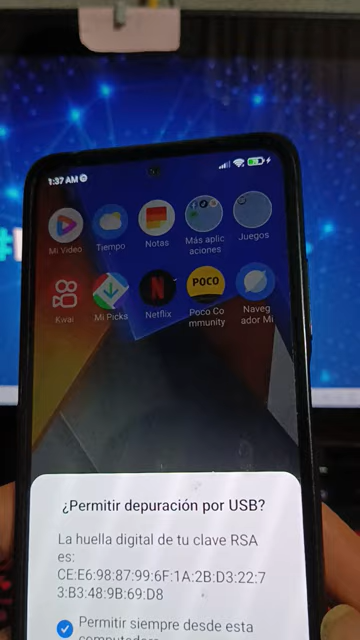 1:37 AM
Mi Video
Tiempo
Notas
Más aplic
aciones
Juegos
Kwai
Mi Picks
Netflix
POCO
Poco Co
mmunity
Naveg
ador Mi
¿Permitir depuración por USB?
La huella digital de tu clave RSA
es:
CE:E6:98:87:99:6F:1A:2B:D3:22:7
3:B3:48:9B:69:D8
Permitir siempre desde esta
computadora